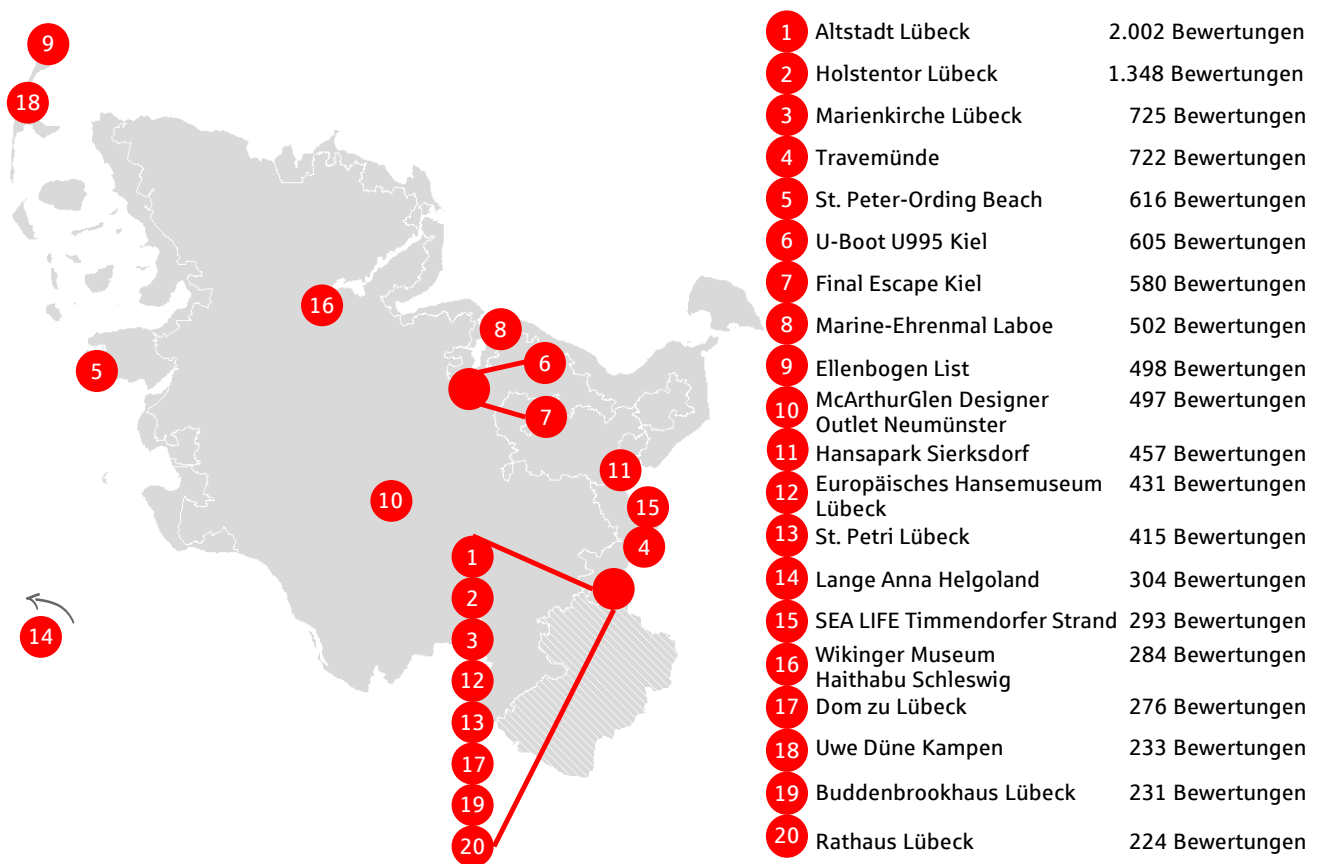 9
18
16
8
6
5
7
11
10
15
4
1
2
14
3
12
13
17
19
20
1 Altstadt Lübeck 2.002 Bewertungen
2 Holstentor Lübeck 1.348 Bewertungen
3 Marienkirche Lübeck 725 Bewertungen
4 Travemünde 722 Bewertungen
5 St. Peter-Ording Beach 616 Bewertungen
6 U-Boot U995 Kiel 605 Bewertungen
7 Final Escape Kiel 580 Bewertungen
8 Marine-Ehrenmal Laboe 502 Bewertungen
9 Ellenbogen List 498 Bewertungen
10 McArthurGlen Designer 497 Bewertungen
Outlet Neumünster
11 Hansapark Sierksdorf 457 Bewertungen
12 Europäisches Hansemuseum 431 Bewertungen
Lübeck
13 St. Petri Lübeck 415 Bewertungen
14 Lange Anna Helgoland 304 Bewertungen
15 SEA LIFE Timmendorfer Strand 293 Bewertungen
16 Wikinger Museum 284 Bewertungen
Haithabu Schleswig
17 Dom zu Lübeck 276 Bewertungen
18 Uwe Düne Kampen 233 Bewertungen
19 Buddenbrookhaus Lübeck 231 Bewertungen
20 Rathaus Lübeck 224 Bewertungen